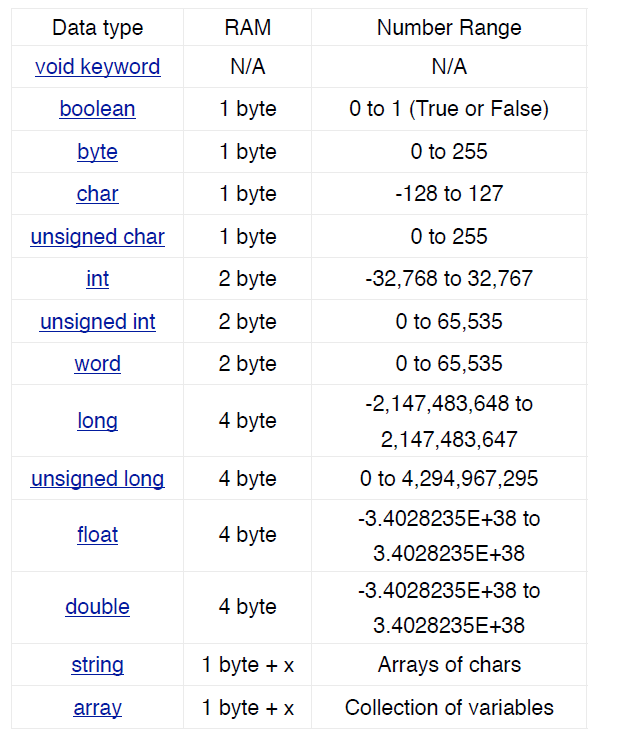 Data type RAM Number Range
void keyword N/A N/A
boolean 1 byte 0 to 1 (True or False)
byte 1 byte 0 to 255
char 1 byte -128 to 127
unsigned char 1 byte 0 to 255
int 2 byte -32,768 to 32,767
unsigned int 2 byte 0 to 65,535
word 2 byte 0 to 65,535
long 4 byte -2,147,483,648 to
2,147,483,647
unsigned long 4 byte 0 to 4,294,967,295
float 4 byte -3.4028235E+38 to
3.4028235E+38
double 4 byte -3.4028235E+38 to
3.4028235E+38
string 1 byte + x Arrays of chars
array 1 byte + x Collection of variables